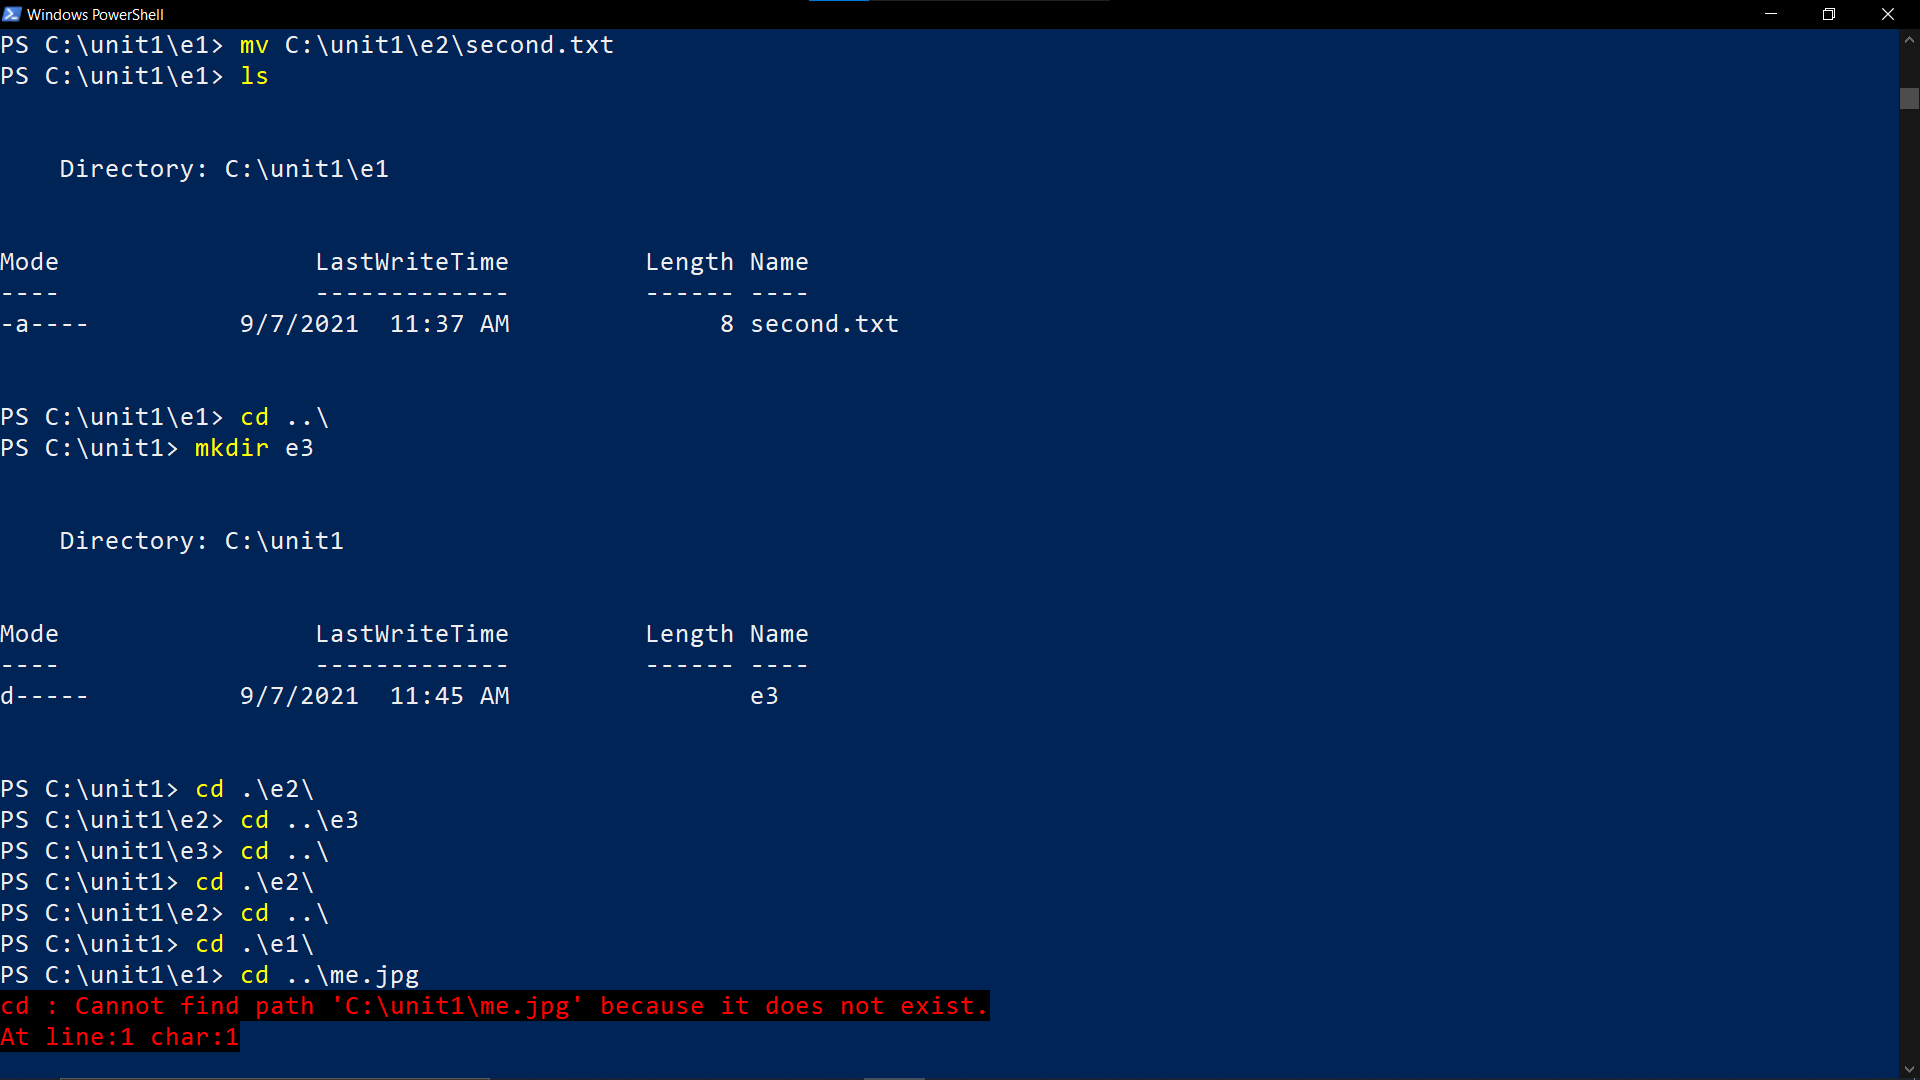 Windows PowerShell
PS C:\unit1\e1> mv C:\unit1\e2\second.txt
PS C:\unit1\e1> ls
Directory: C:\unit1\e1
Mode                 LastWriteTime         Length Name
----                 -------------         ------ ----
-a----          9/7/2021  11:37 AM              8 second.txt
PS C:\unit1\e1> cd ..\
PS C:\unit1> mkdir e3
Directory: C:\unit1
Mode                 LastWriteTime         Length Name
----                 -------------         ------ ----
d-----          9/7/2021  11:45 AM                e3
PS C:\unit1> cd .\e2\
PS C:\unit1\e2> cd ..\e3
PS C:\unit1\e3> cd ..\
PS C:\unit1> cd .\e2\
PS C:\unit1\e2> cd ..\
PS C:\unit1> cd .\e1\
PS C:\unit1\e1> cd ..\me.jpg
cd : Cannot find path 'C:\unit1\me.jpg' because it does not exist.
At line:1 char:1